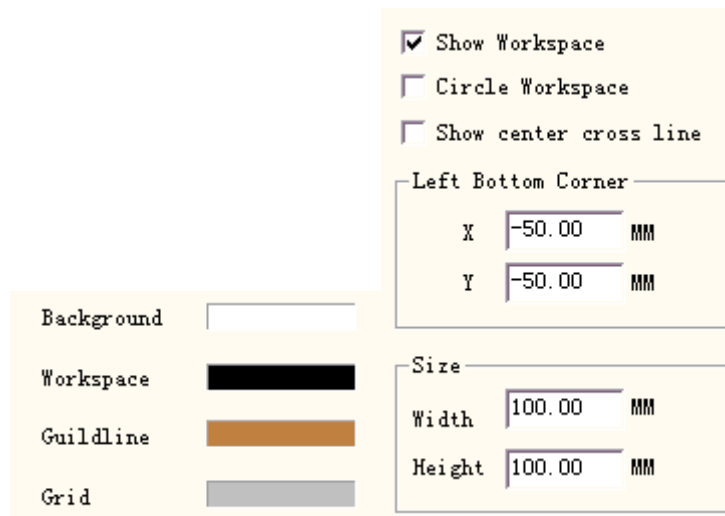 Show Workspace
Circle Workspace
Show center cross line
Left Bottom Corner
X -50.00 MM
Y -50.00 MM
Background
Workspace
Guildline
Grid
Size
Width 100.00 MM
Height 100.00 MM